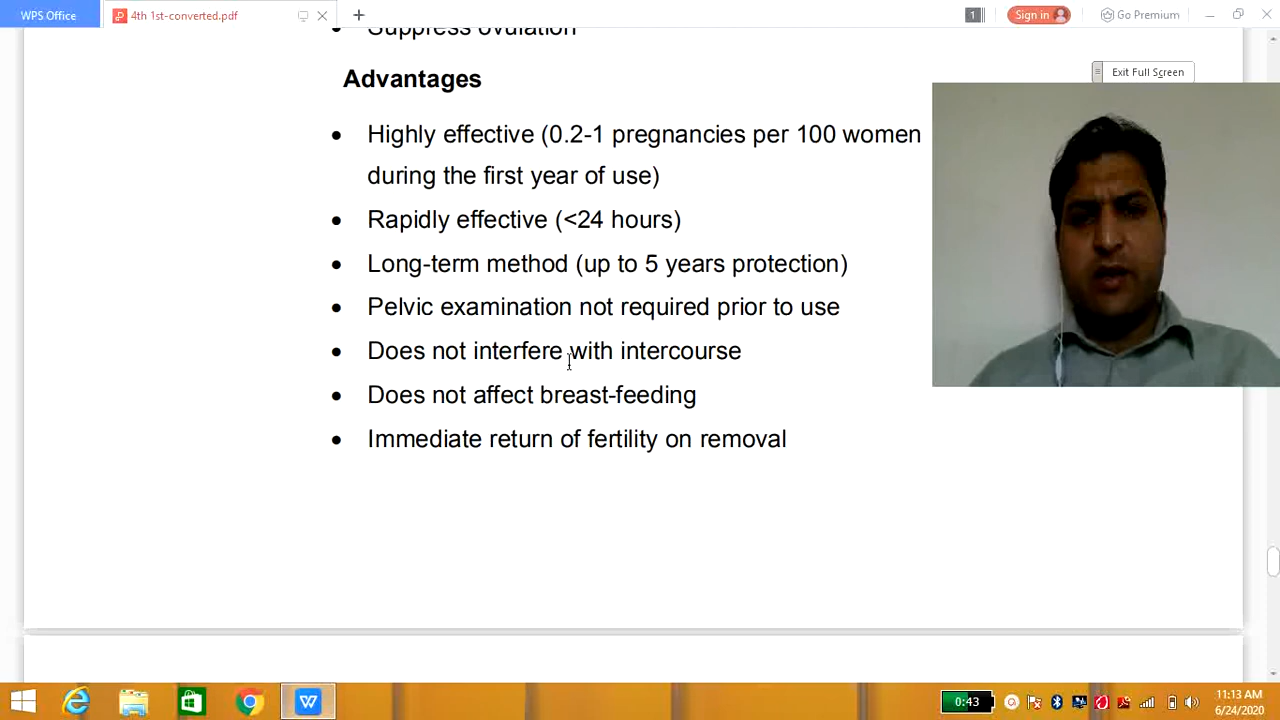 WPS Office
4th 1st-converted.pdf
1
Sign in
Go Premium
Suppress ovulation
Exit Full Screen
Advantages
• Highly effective (0.2-1 pregnancies per 100 women
during the first year of use)
• Rapidly effective (<24 hours)
• Long-term method (up to 5 years protection)
• Pelvic examination not required prior to use
• Does not interfere with intercourse
• Does not affect breast-feeding
• Immediate return of fertility on removal
0:43
11:13 AM
6/24/2020